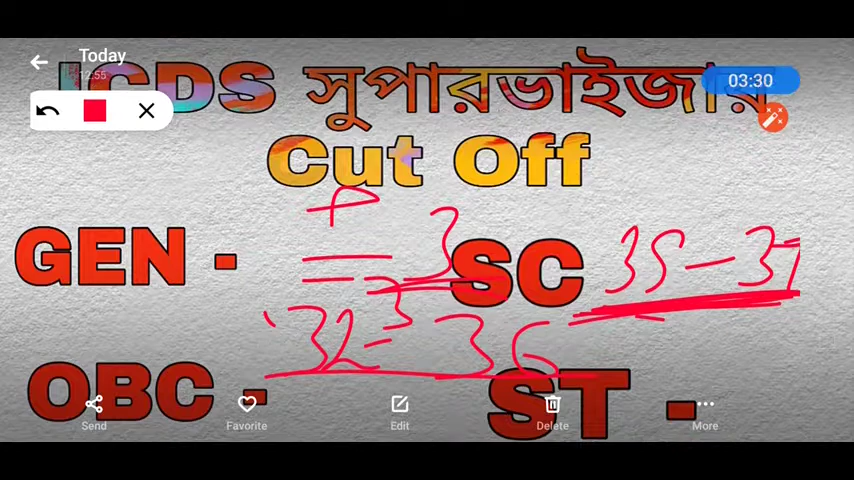 Today
12:55
03:30
ICDS সুপারভাইজার
Cut Off
GEN -
SC 35-37
32-36
OBC -
ST -
Send
Favorite
Edit
Delete
More